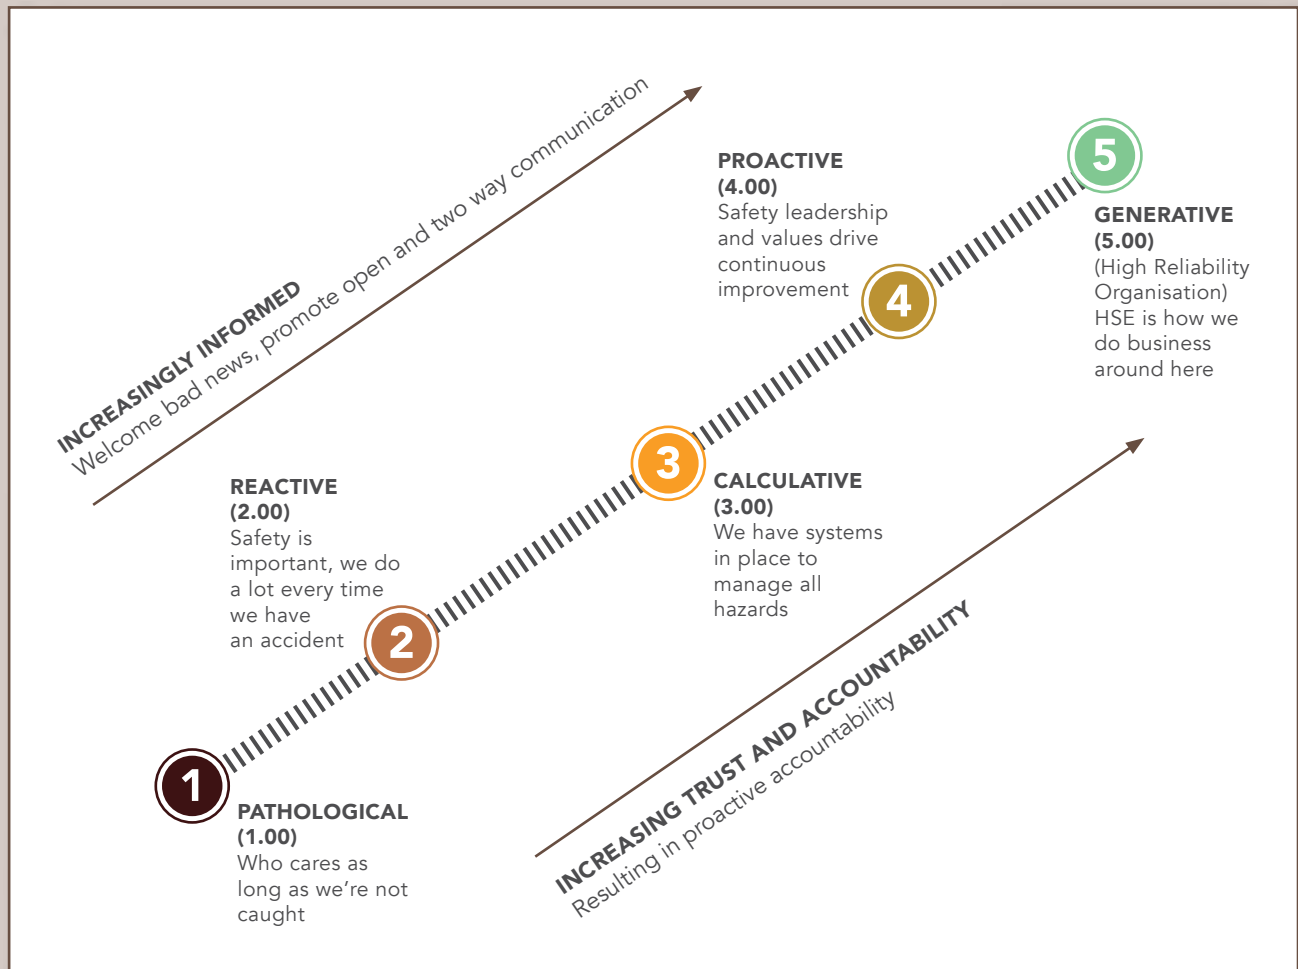 INCREASINGLY INFORMED
Welcome bad news, promote open and two way communication
PROACTIVE
(4.00)
Safety leadership
and values drive
continuous
improvement
5
GENERATIVE
(5.00)
(High Reliability
Organisation)
HSE is how we
do business
around here
4
REACTIVE
(2.00)
Safety is
important, we do
a lot every time
we have
an accident
3
CALCULATIVE
(3.00)
We have systems
in place to
manage all
hazards
2
1
PATHOLOGICAL
(1.00)
Who cares as
long as we’re not
caught
INCREASING TRUST AND ACCOUNTABILITY
Resulting in proactive accountability